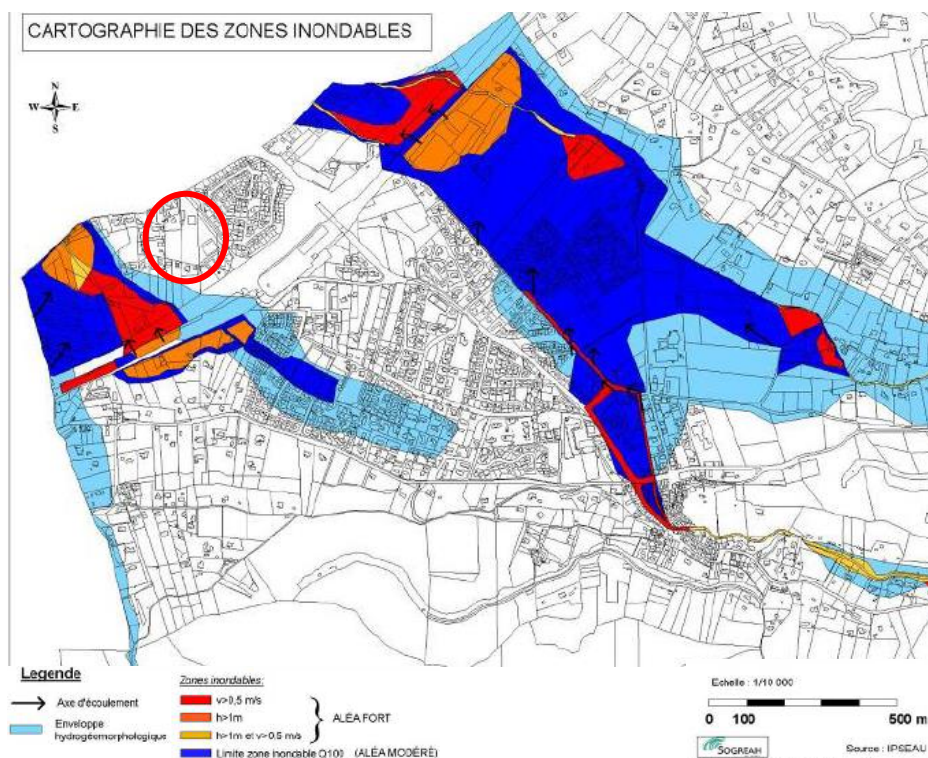 CARTOGRAPHIE DES ZONES INONDABLES
N
W E
S
Legende
Axe d'écoulement
Enveloppe
hydrogéomorphologique
Zones inondables:
v>0,5 m/s
h>1m
h>1m et v>0.5 m/s
ALÉA FORT
Limite zone inondable Q100 (ALÉA MODÉRÉ)
Echelle : 1/10 000
0 100 500 m
SOGREAH
Source : IPSEAU